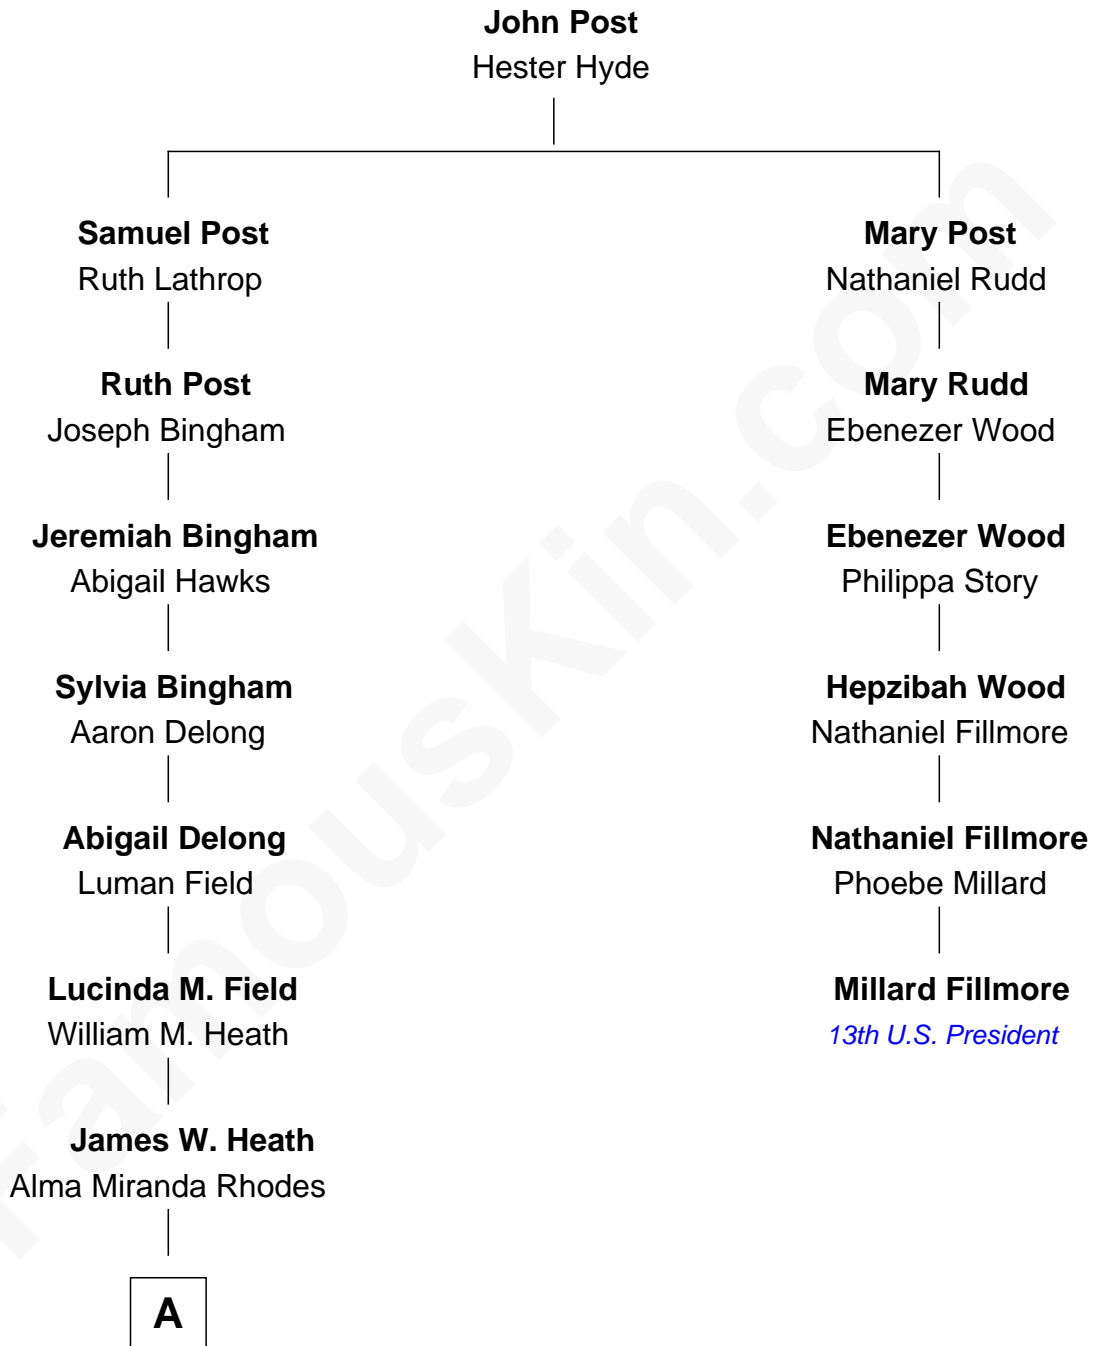 John Post
Hester Hyde
Samuel Post
Ruth Lathrop
Mary Post
Nathaniel Rudd
Ruth Post
Joseph Bingham
Mary Rudd
Ebenezer Wood
Jeremiah Bingham
Abigail Hawks
Ebenezer Wood
Philippa Story
Sylvia Bingham
Aaron Delong
Hepzibah Wood
Nathaniel Fillmore
Abigail Delong
Luman Field
Nathaniel Fillmore
Phoebe Millard
Lucinda M. Field
William M. Heath
Millard Fillmore
13th U.S. President
James W. Heath
Alma Miranda Rhodes
A
FamousKin.com